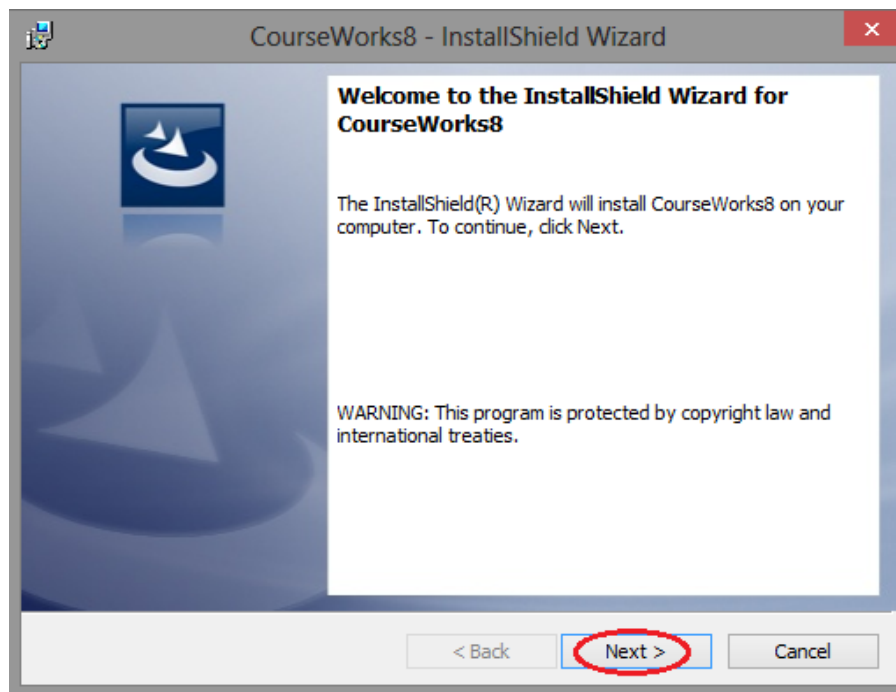 CourseWorks8 - InstallShield Wizard
Welcome to the InstallShield Wizard for
CourseWorks8
The InstallShield(R) Wizard will install CourseWorks8 on your
computer. To continue, click Next.
WARNING: This program is protected by copyright law and
international treaties.
< Back Next > Cancel